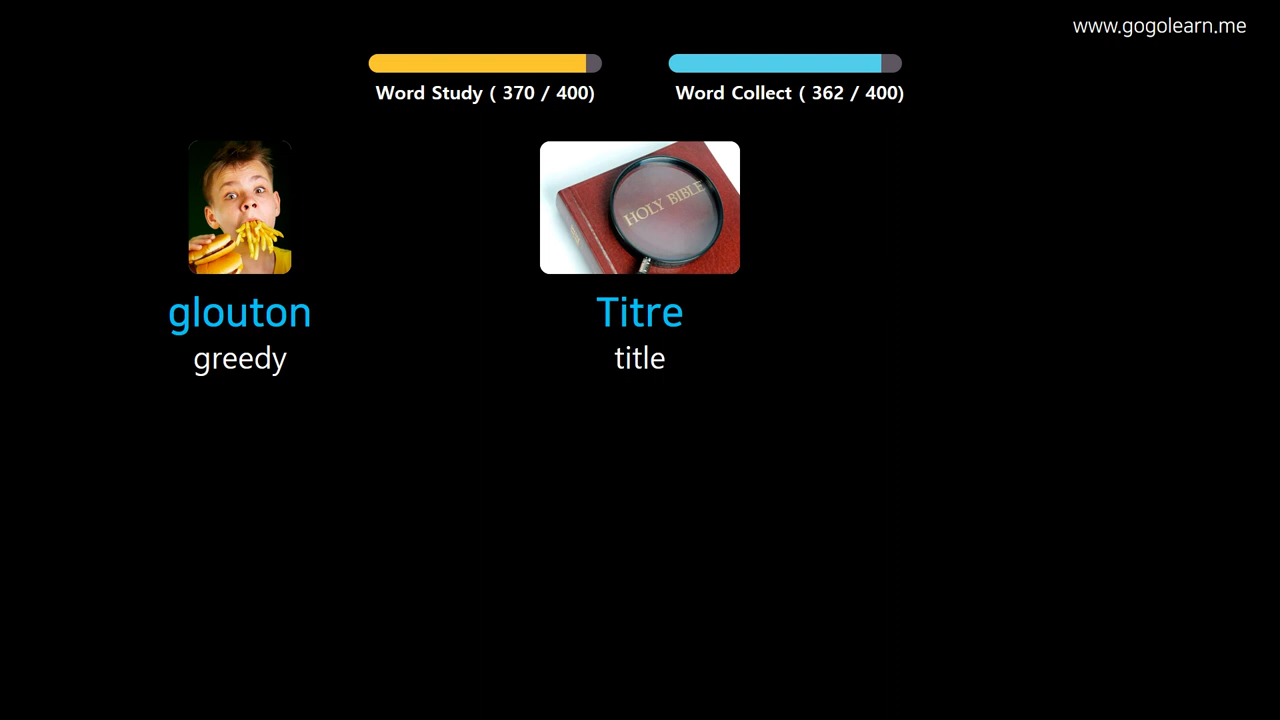 www.gogolearn.me
Word Study ( 370 / 400)
Word Collect ( 362 / 400)
HOLY BIBLE
glouton
Titre
greedy
title